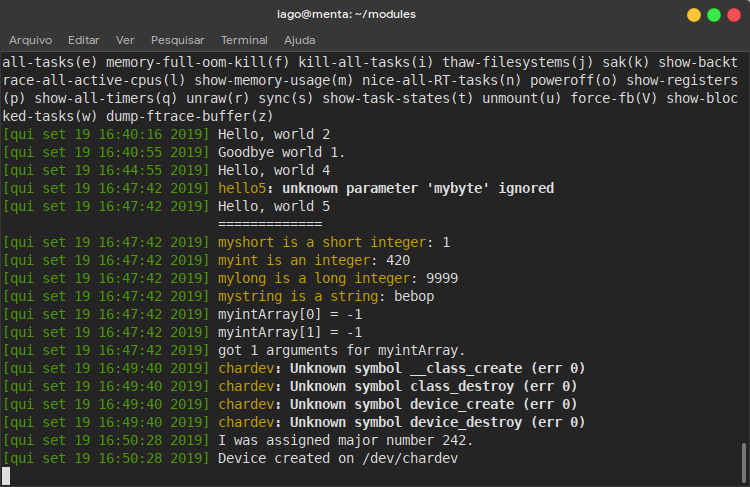 iago@menta: ~/modules
Arquivo Editar Ver Pesquisar Terminal Ajuda
all-tasks(e) memory-full-oom-kill(f) kill-all-tasks(i) thaw-filesystems(j) sak(k) show-backt
race-all-active-cpus(l) show-memory-usage(m) nice-all-RT-tasks(n) poweroff(o) show-registers
(p) show-all-timers(q) unraw(r) sync(s) show-task-states(t) unmount(u) force-fb(V) show-bloc
ked-tasks(w) dump-ftrace-buffer(z)
[qui set 19 16:40:16 2019] Hello, world 2
[qui set 19 16:40:55 2019] Goodbye world 1.
[qui set 19 16:44:55 2019] Hello, world 4
[qui set 19 16:47:42 2019] hello5: unknown parameter 'mybyte' ignored
[qui set 19 16:47:42 2019] Hello, world 5
=============
[qui set 19 16:47:42 2019] myshort is a short integer: 1
[qui set 19 16:47:42 2019] myint is an integer: 420
[qui set 19 16:47:42 2019] mylong is a long integer: 9999
[qui set 19 16:47:42 2019] mystring is a string: bebop
[qui set 19 16:47:42 2019] myintArray[0] = -1
[qui set 19 16:47:42 2019] myintArray[1] = -1
[qui set 19 16:47:42 2019] got 1 arguments for myintArray.
[qui set 19 16:49:40 2019] chardev: Unknown symbol __class_create (err 0)
[qui set 19 16:49:40 2019] chardev: Unknown symbol class_destroy (err 0)
[qui set 19 16:49:40 2019] chardev: Unknown symbol device_create (err 0)
[qui set 19 16:49:40 2019] chardev: Unknown symbol device_destroy (err 0)
[qui set 19 16:50:28 2019] I was assigned major number 242.
[qui set 19 16:50:28 2019] Device created on /dev/chardev